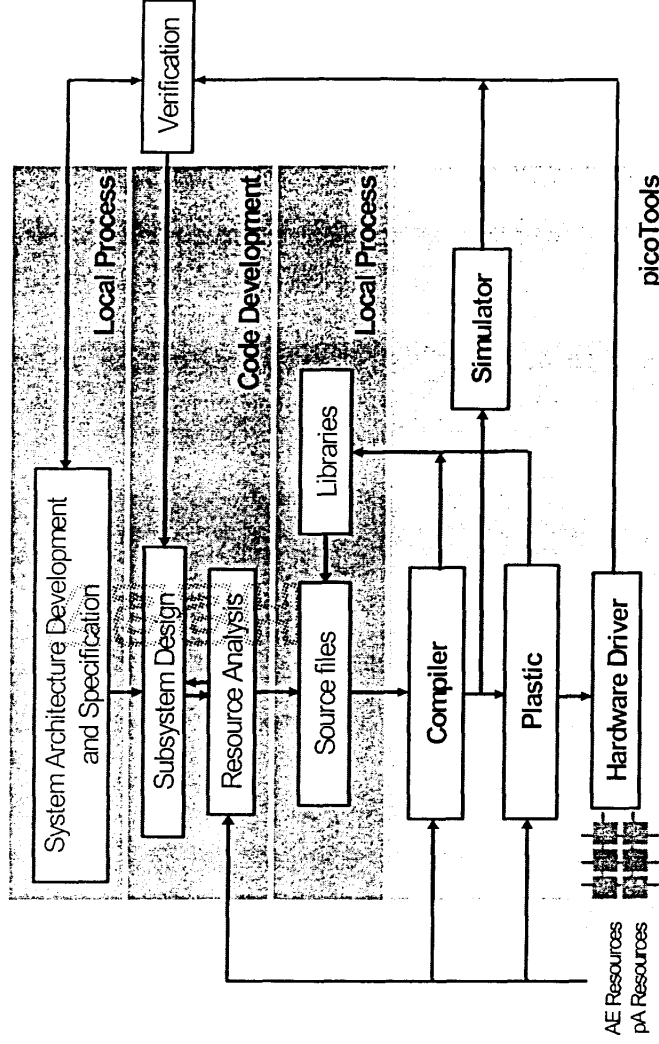 System Architecture Development
and Specification
Local Process
Verification
Subsystem Design
Resource Analysis
Code Development
Source files
Libraries
Local Process
Compiler
Simulator
Plastic
Hardware Driver
picoTools
AE Resources
pA Resources